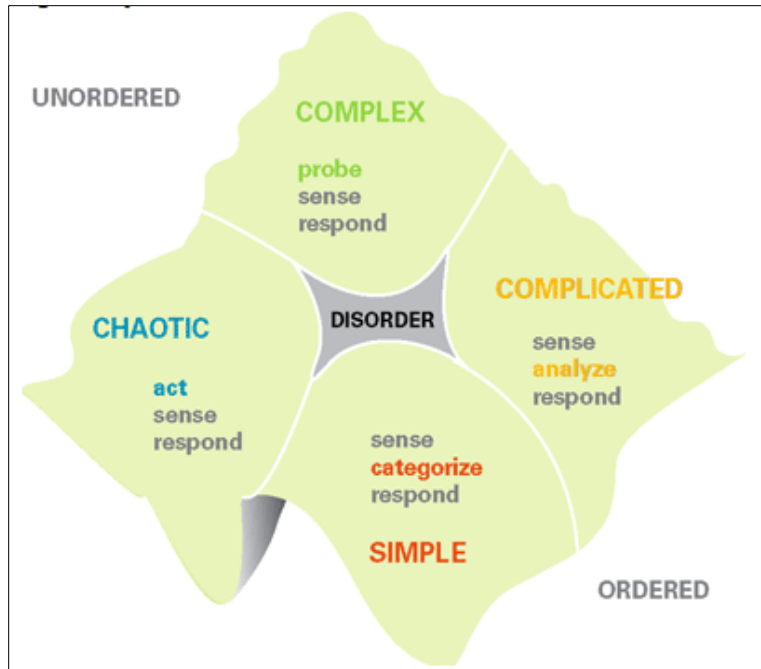 UNORDERED
COMPLEX
probe
sense
respond
CHAOTIC
act
sense
respond
DISORDER
COMPLICATED
sense
analyze
respond
sense
categorize
respond
SIMPLE
ORDERED